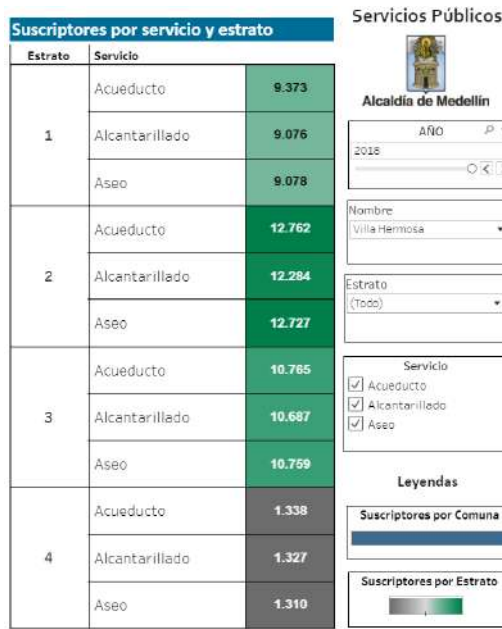 Suscriptores por servicio y estrato
Estrato Servicio
1
Acueducto 9.373
Alcantarillado 9.076
Aseo 9.078
2
Acueducto 12.762
Alcantarillado 12.284
Aseo 12.727
3
Acueducto 10.765
Alcantarillado 10.687
Aseo 10.759
4
Acueducto 1.338
Alcantarillado 1.327
Aseo 1.310
Servicios Públicos
Alcaldía de Medellín
AÑO
2018
Nombre
Villa Hermosa
Estrato
(Todo)
Servicio
Acueducto
Alcantarillado
Aseo
Leyendas
Suscriptores por Comuna
Suscriptores por Estrato